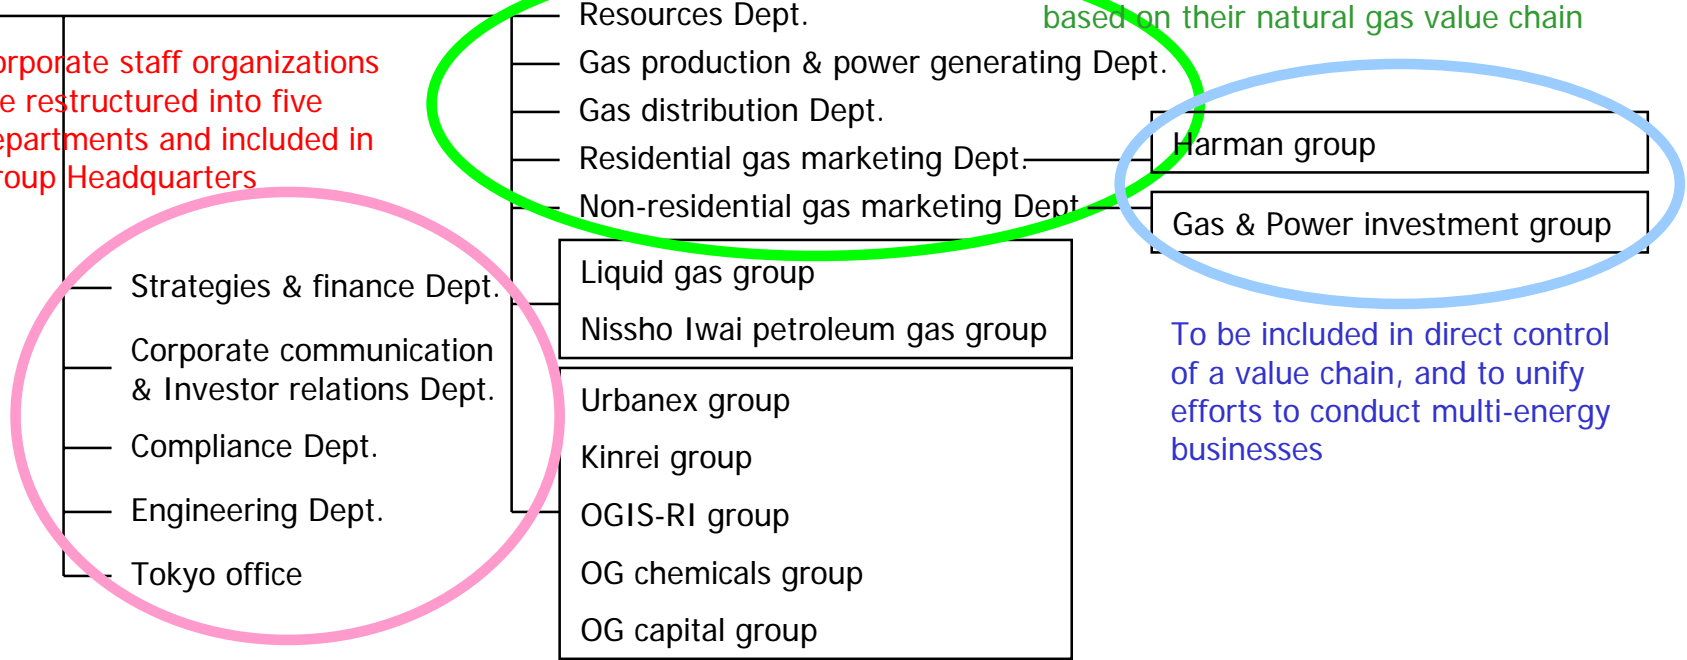 Resources Dept.
based on their natural gas value chain
orporate staff organizations
e restructured into five
epartments and included in
roup Headquarters
Gas production & power generating Dept.
Gas distribution Dept.
Residential gas marketing Dept.
Non-residential gas marketing Dept
Harman group
Gas & Power investment group
Strategies & finance Dept.
Corporate communication
& Investor relations Dept.
Compliance Dept.
Engineering Dept.
Tokyo office
Liquid gas group
Nissho Iwai petroleum gas group
Urbanex group
Kinrei group
OGIS-RI group
OG chemicals group
OG capital group
To be included in direct control
of a value chain, and to unify
efforts to conduct multi-energy
businesses